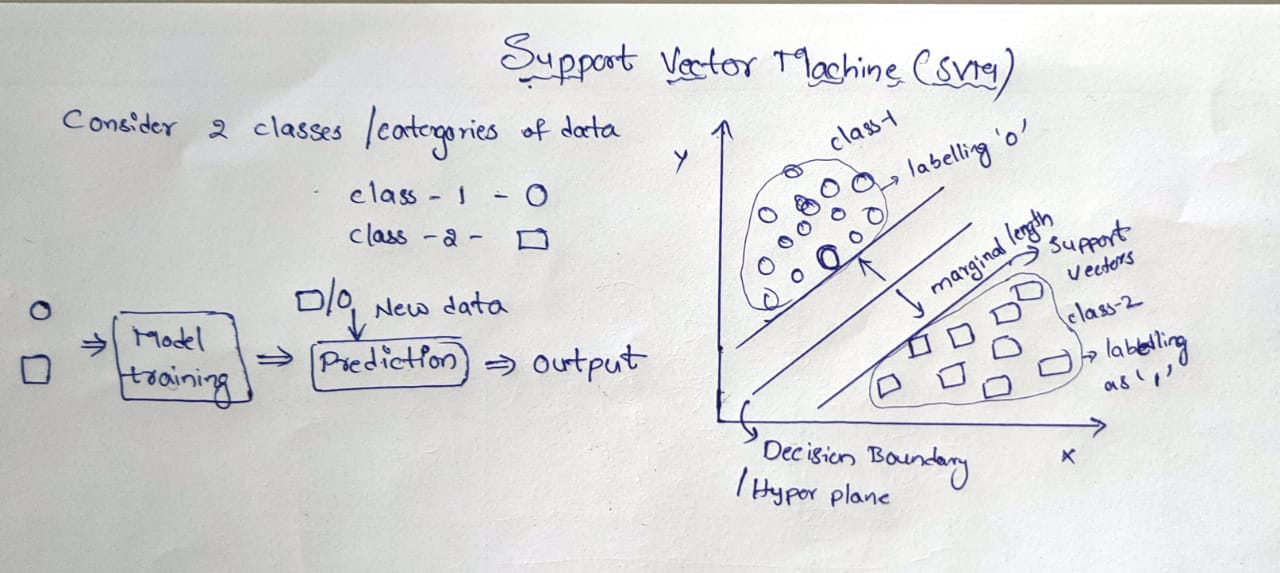 Support Vector Machine (SVM)
Consider 2 classes /categories of data
class - 1 - O
class - 2 - □
□/O New data
Model
training
Prediction ⇒ output
Y
class-1
labelling 'o'
marginal length
Support
Vectors
class-2
labelling
as '1'
X
Decision Boundary
/Hyper plane